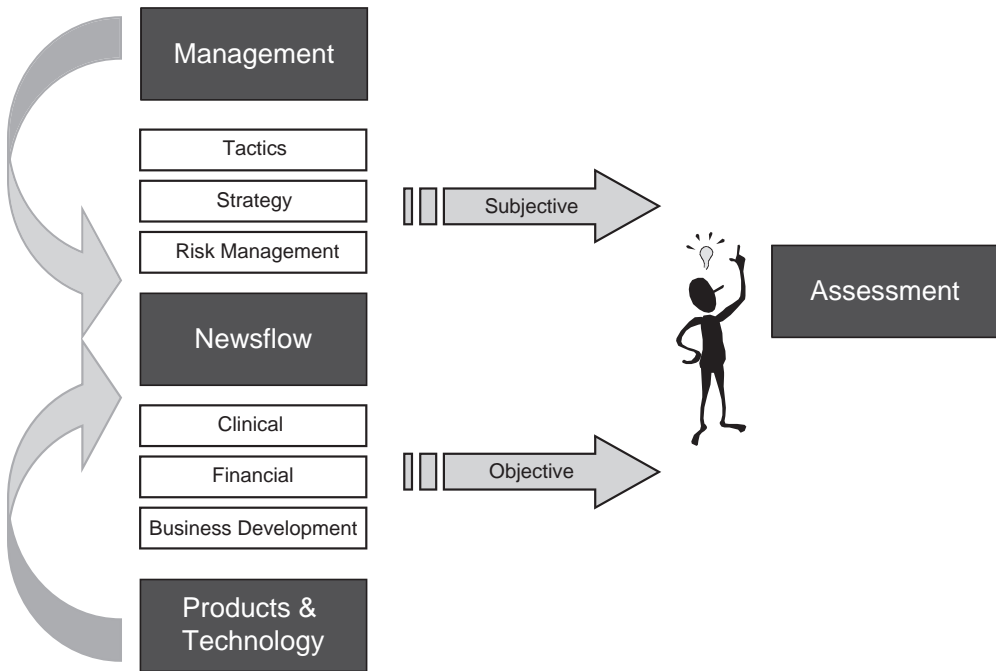 Management
Tactics
Strategy
Risk Management
Newsflow
Clinical
Financial
Business Development
Products &
Technology
Subjective
Objective
Assessment